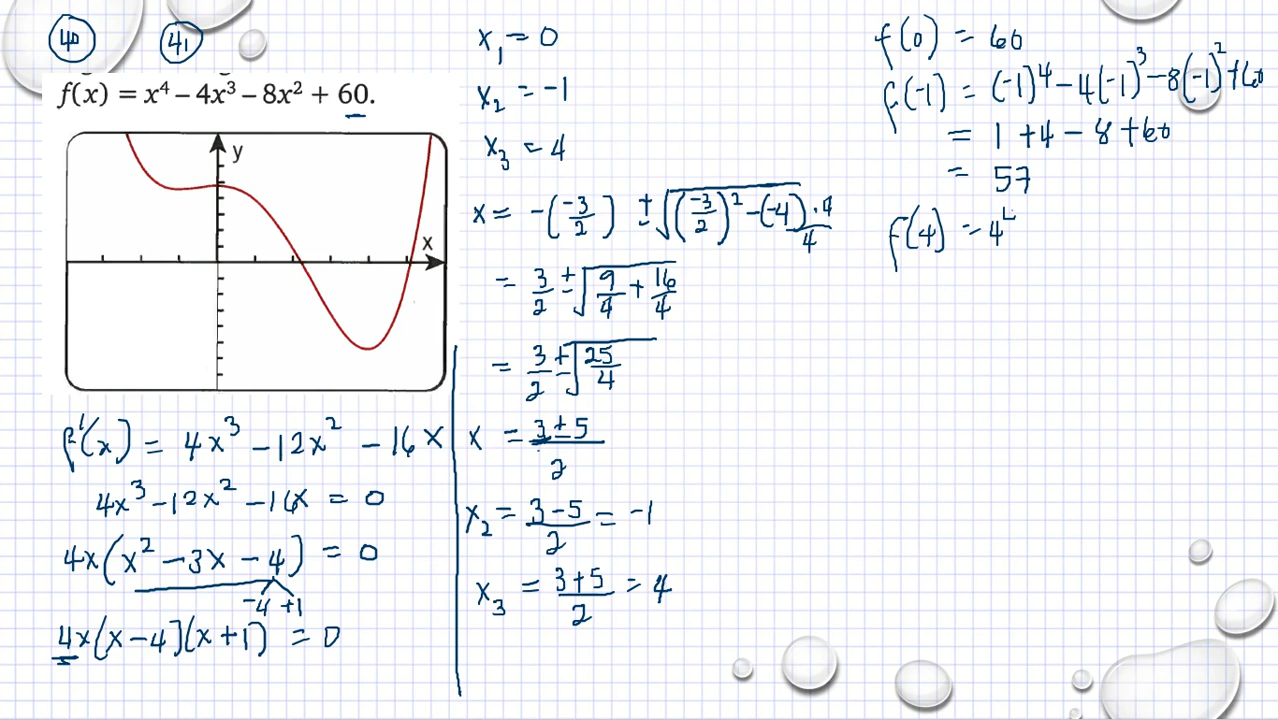 40 41
f(x) = x⁴ – 4x³ – 8x² + 60.
y
x
f'(x) = 4x³ - 12x² - 16x
4x³ - 12x² - 16x = 0
4x(x² - 3x - 4) = 0
-4 +1
4x(x - 4)(x + 1) = 0
x₁ = 0
x₂ = -1
x₃ = 4
x = -(-3/2) ± √((-3/2)² - (-4)·4/4)
= 3/2 ± √(9/4 + 16/4)
= 3/2 ± √(25/4)
x = (3 ± 5)/2
x₂ = (3 - 5)/2 = -1
x₃ = (3 + 5)/2 = 4
f(0) = 60
f(-1) = (-1)⁴ - 4(-1)³ - 8(-1)² + 60
= 1 + 4 - 8 + 60
= 57
f(4) = 4⁴